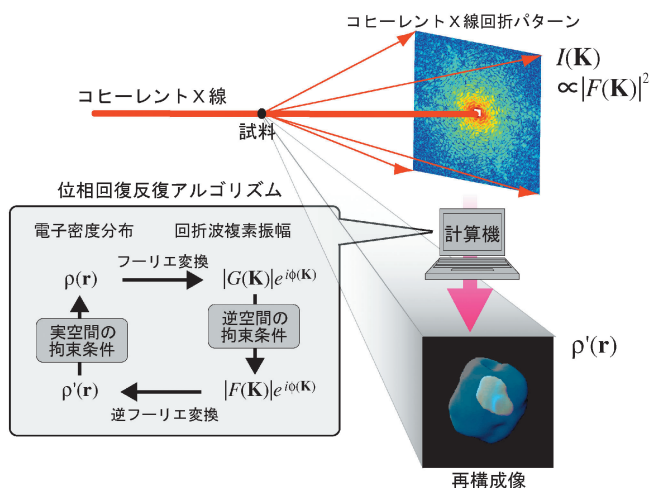 コヒーレントX線回折パターン
I(K)
∝|F(K)|²
コヒーレントX線
試料
位相回復反復アルゴリズム
電子密度分布
回折波複素振幅
フーリエ変換
ρ(r)
|G(K)|e^{iϕ(K)}
実空間の
拘束条件
逆空間の
拘束条件
ρ'(r)
|F(K)|e^{iϕ(K)}
逆フーリエ変換
計算機
ρ'(r)
再構成像